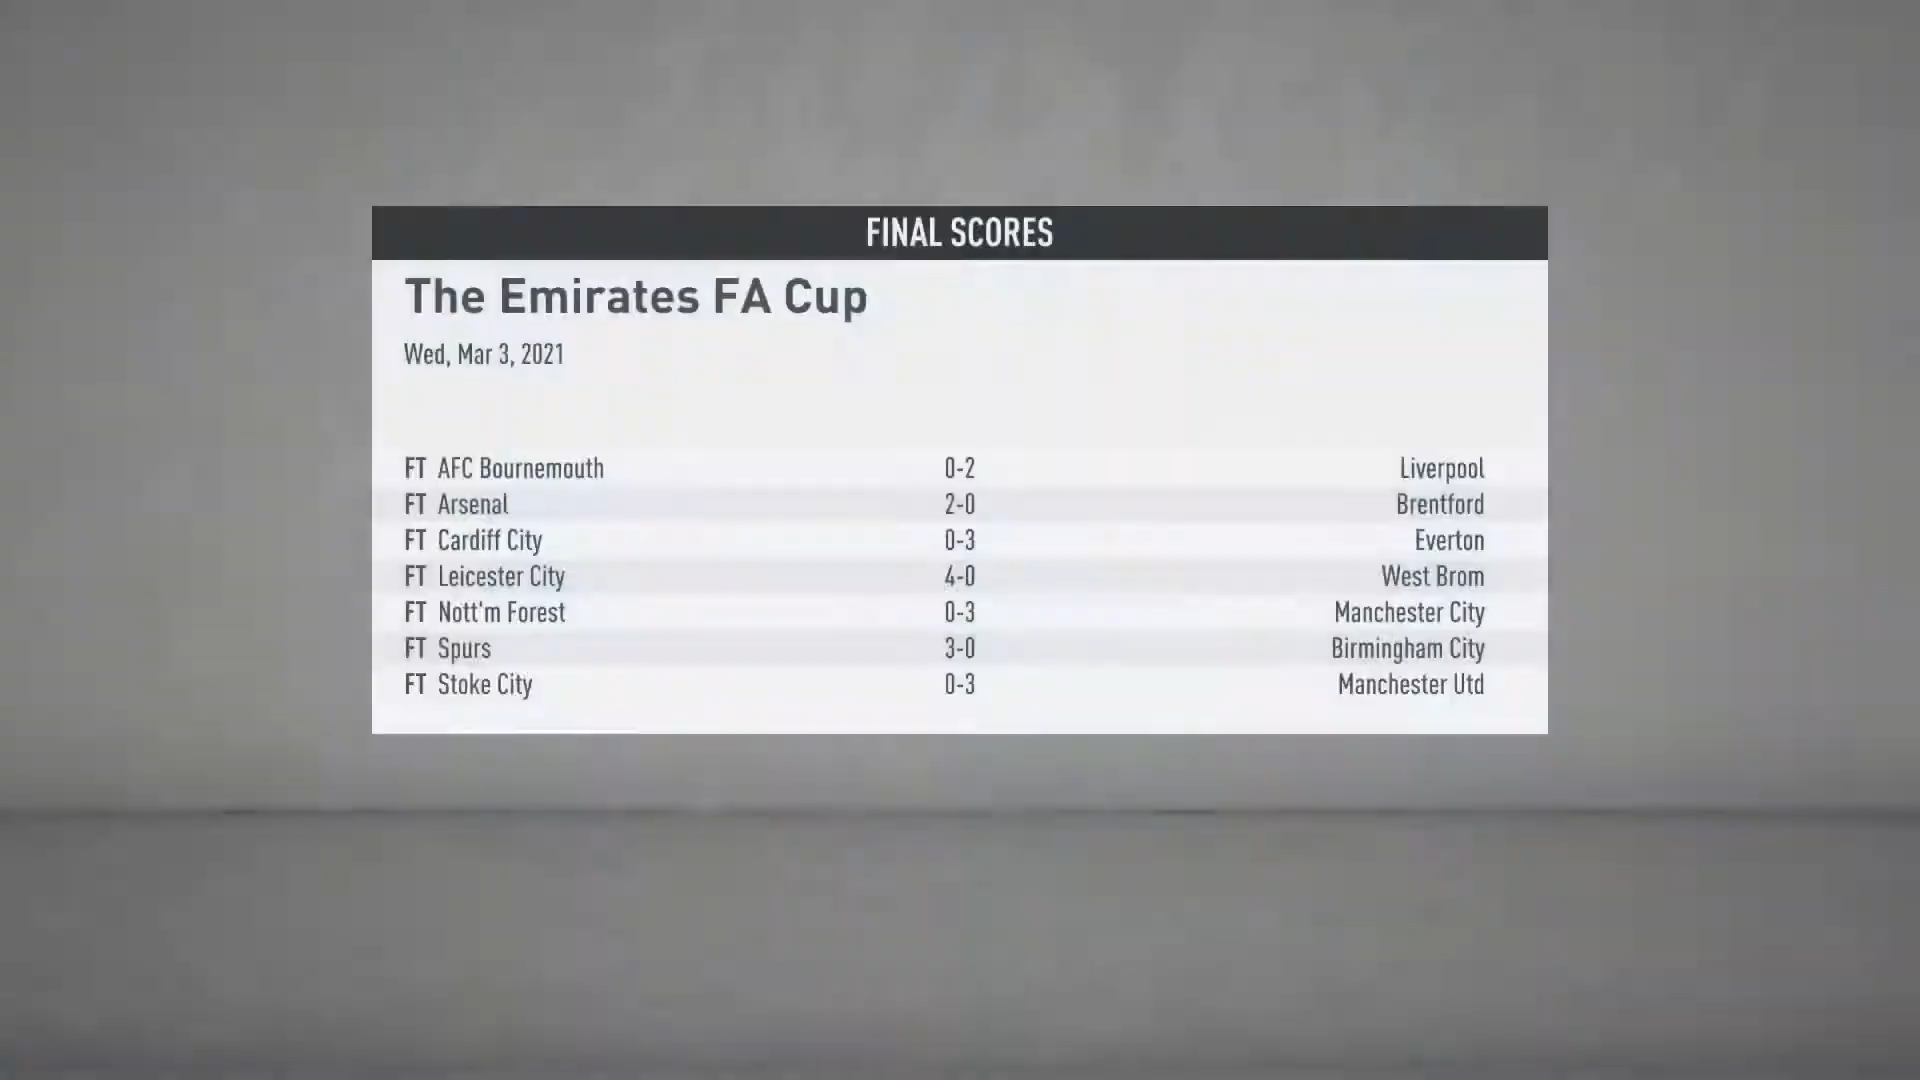 FINAL SCORES
The Emirates FA Cup
Wed, Mar 3, 2021
FT AFC Bournemouth 0-2 Liverpool
FT Arsenal 2-0 Brentford
FT Cardiff City 0-3 Everton
FT Leicester City 4-0 West Brom
FT Nott'm Forest 0-3 Manchester City
FT Spurs 3-0 Birmingham City
FT Stoke City 0-3 Manchester Utd